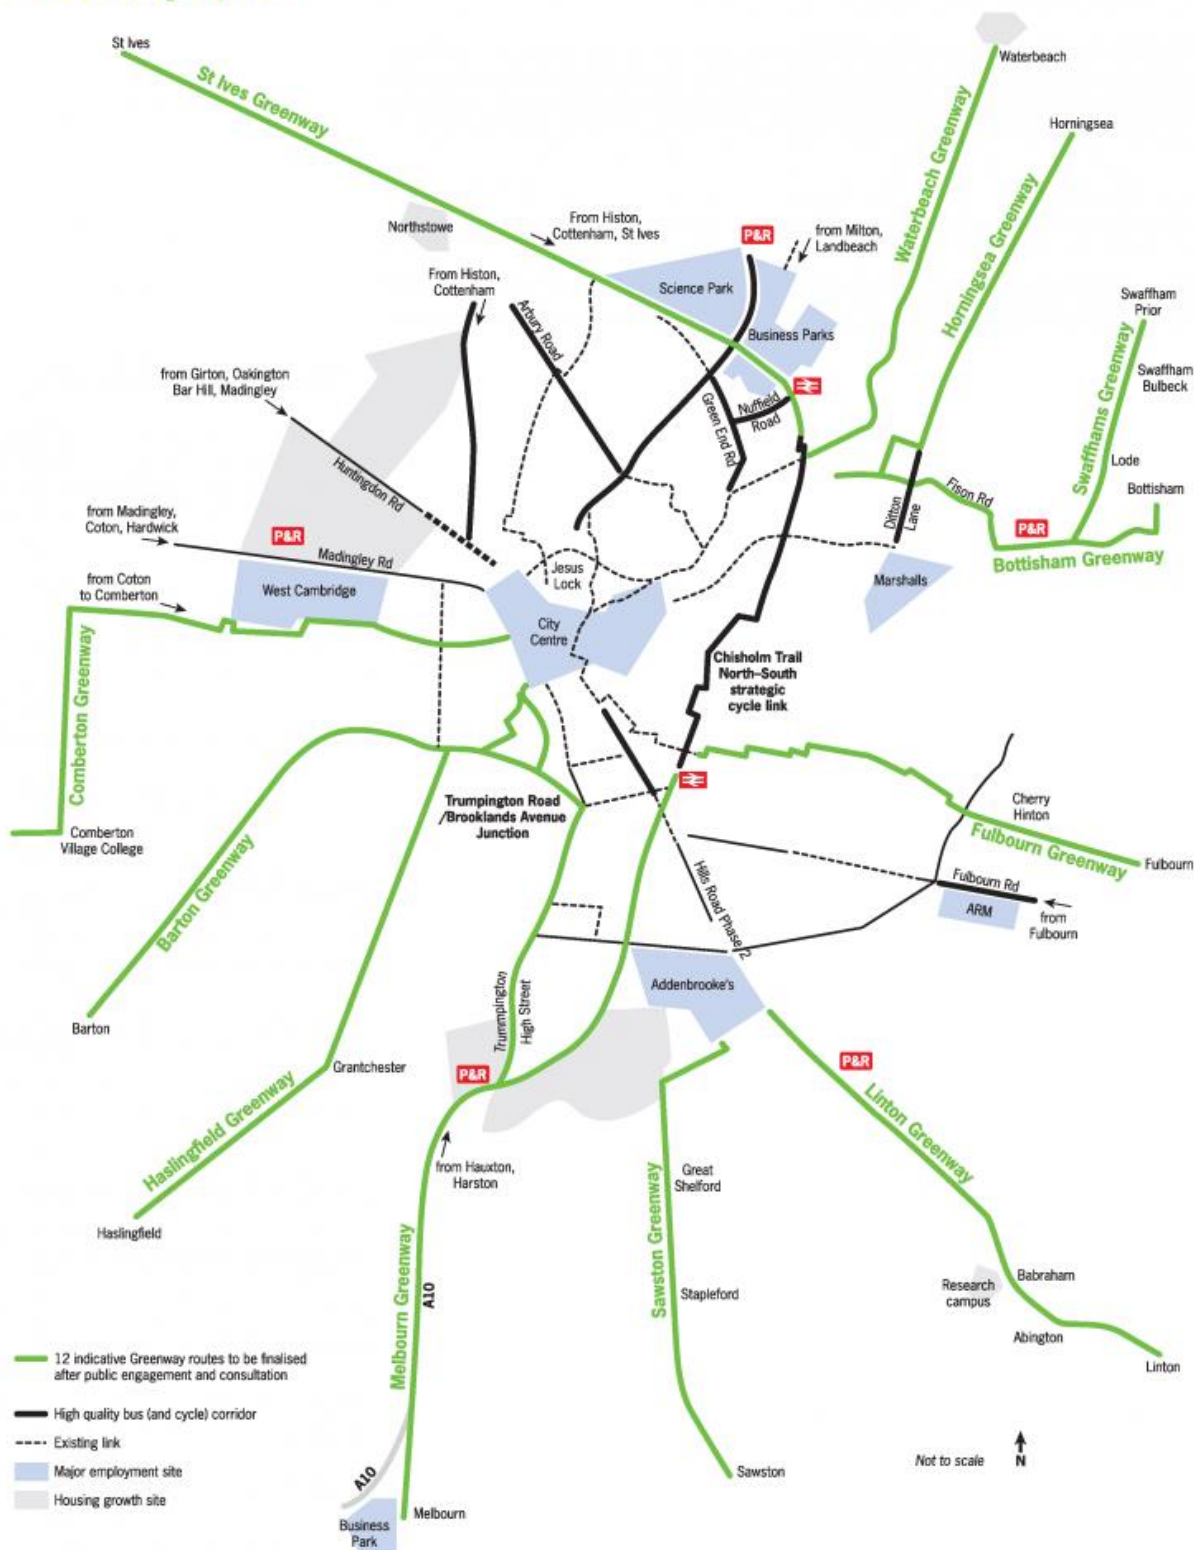 St Ives
St Ives Greenway
Waterbeach
Waterbeach Greenway
Horningsea
Horningsea Greenway
Northstowe
From Histon,
Cottenham, St Ives
P&R
from Milton,
Landbeach
From Histon,
Cottenham
Science Park
Business Parks
Arbury Road
Swaffham
Prior
Swaffham
Bulbeck
Swaffhams Greenway
from Girton, Oakington
Bar Hill, Madingley
Green End Rd
Nuffield
Road
Huntingdon Rd
Lode
Bottisham
Fison Rd
Ditton
Lane
P&R
Bottisham Greenway
from Madingley,
Coton, Hardwick
P&R
Madingley Rd
Jesus
Lock
Marshalls
from Coton
to Comberton
West Cambridge
City
Centre
Comberton Greenway
Chisholm Trail
North–South
strategic
cycle link
Trumpington Road
/Brooklands Avenue
Junction
Cherry
Hinton
Comberton
Village College
Fulbourn Greenway
Fulbourn
Barton Greenway
Hills Road Phase 2
Fulbourn Rd
ARM
from
Fulbourn
Addenbrooke's
Trummpington
High Street
Barton
Grantchester
P&R
P&R
Haslingfield Greenway
Linton Greenway
from Hauxton,
Harston
Great
Shelford
Haslingfield
Sawston Greenway
Melbourn Greenway
A10
Stapleford
Research
campus
Babraham
Abington
Linton
12 indicative Greenway routes to be finalised
after public engagement and consultation
High quality bus (and cycle) corridor
Existing link
Major employment site
Housing growth site
A10
Business
Park
Melbourn
Sawston
Not to scale
N